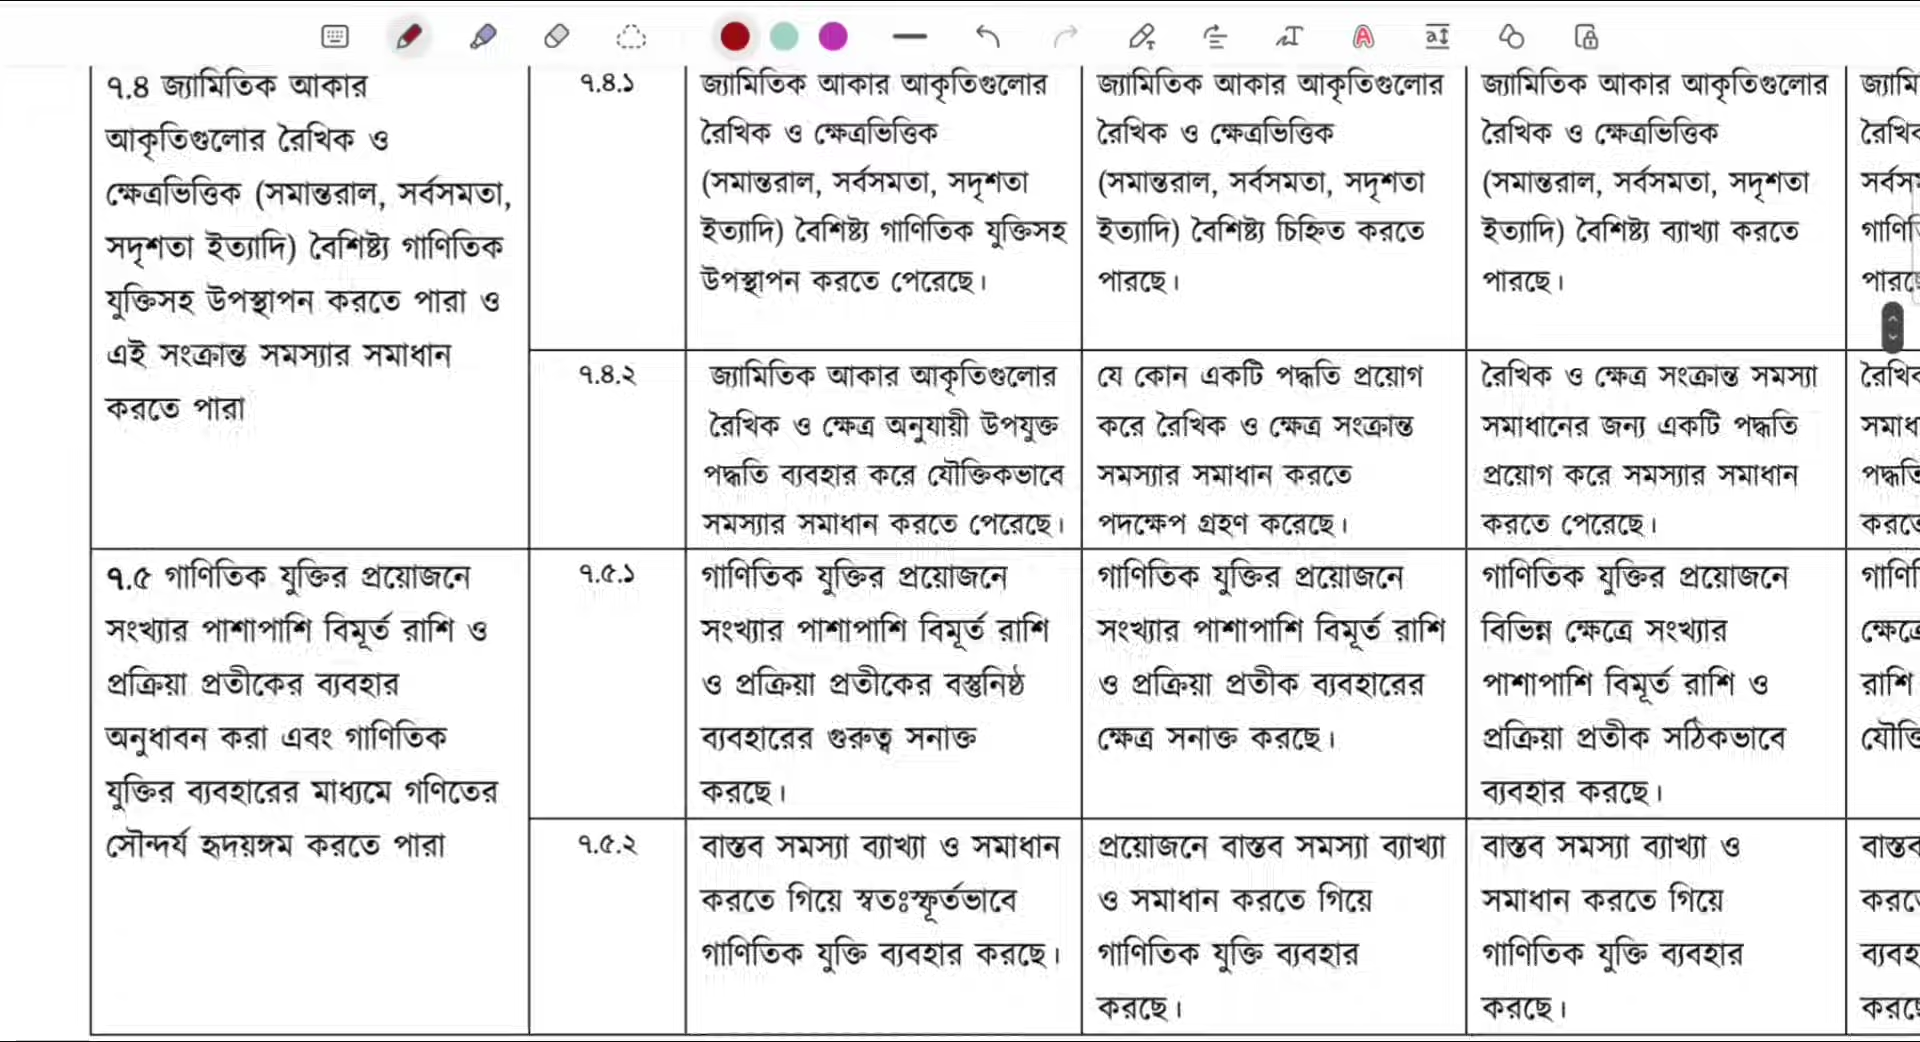 ৭.৪ জ্যামিতিক আকার
আকৃতিগুলোর রৈখিক ও
ক্ষেত্রভিত্তিক (সমান্তরাল, সর্বসমতা,
সদৃশতা ইত্যাদি) বৈশিষ্ট্য গাণিতিক
যুক্তিসহ উপস্থাপন করতে পারা ও
এই সংক্রান্ত সমস্যার সমাধান
করতে পারা
৭.৪.১
জ্যামিতিক আকার আকৃতিগুলোর
রৈখিক ও ক্ষেত্রভিত্তিক
(সমান্তরাল, সর্বসমতা, সদৃশতা
ইত্যাদি) বৈশিষ্ট্য গাণিতিক যুক্তিসহ
উপস্থাপন করতে পেরেছে।
জ্যামিতিক আকার আকৃতিগুলোর
রৈখিক ও ক্ষেত্রভিত্তিক
(সমান্তরাল, সর্বসমতা, সদৃশতা
ইত্যাদি) বৈশিষ্ট্য চিহ্নিত করতে
পারছে।
জ্যামিতিক আকার আকৃতিগুলোর
রৈখিক ও ক্ষেত্রভিত্তিক
(সমান্তরাল, সর্বসমতা, সদৃশতা
ইত্যাদি) বৈশিষ্ট্য ব্যাখ্যা করতে
পারছে।
৭.৪.২
জ্যামিতিক আকার আকৃতিগুলোর
রৈখিক ও ক্ষেত্র অনুযায়ী উপযুক্ত
পদ্ধতি ব্যবহার করে যৌক্তিকভাবে
সমস্যার সমাধান করতে পেরেছে।
যে কোন একটি পদ্ধতি প্রয়োগ
করে রৈখিক ও ক্ষেত্র সংক্রান্ত
সমস্যার সমাধান করতে
পদক্ষেপ গ্রহণ করেছে।
রৈখিক ও ক্ষেত্র সংক্রান্ত সমস্যা
সমাধানের জন্য একটি পদ্ধতি
প্রয়োগ করে সমস্যার সমাধান
করতে পেরেছে।
৭.৫ গাণিতিক যুক্তির প্রয়োজনে
সংখ্যার পাশাপাশি বিমূর্ত রাশি ও
প্রক্রিয়া প্রতীকের ব্যবহার
অনুধাবন করা এবং গাণিতিক
যুক্তির ব্যবহারের মাধ্যমে গণিতের
সৌন্দর্য হৃদয়ঙ্গম করতে পারা
৭.৫.১
গাণিতিক যুক্তির প্রয়োজনে
সংখ্যার পাশাপাশি বিমূর্ত রাশি
ও প্রক্রিয়া প্রতীকের বস্তুনিষ্ঠ
ব্যবহারের গুরুত্ব সনাক্ত
করছে।
গাণিতিক যুক্তির প্রয়োজনে
সংখ্যার পাশাপাশি বিমূর্ত রাশি
ও প্রক্রিয়া প্রতীক ব্যবহারের
ক্ষেত্র সনাক্ত করছে।
গাণিতিক যুক্তির প্রয়োজনে
বিভিন্ন ক্ষেত্রে সংখ্যার
পাশাপাশি বিমূর্ত রাশি ও
প্রক্রিয়া প্রতীক সঠিকভাবে
ব্যবহার করছে।
রাশি
৭.৫.২
বাস্তব সমস্যা ব্যাখ্যা ও সমাধান
করতে গিয়ে স্বতঃস্ফূর্তভাবে
গাণিতিক যুক্তি ব্যবহার করছে।
প্রয়োজনে বাস্তব সমস্যা ব্যাখ্যা
ও সমাধান করতে গিয়ে
গাণিতিক যুক্তি ব্যবহার
করছে।
বাস্তব সমস্যা ব্যাখ্যা ও
সমাধান করতে গিয়ে
গাণিতিক যুক্তি ব্যবহার
করছে।